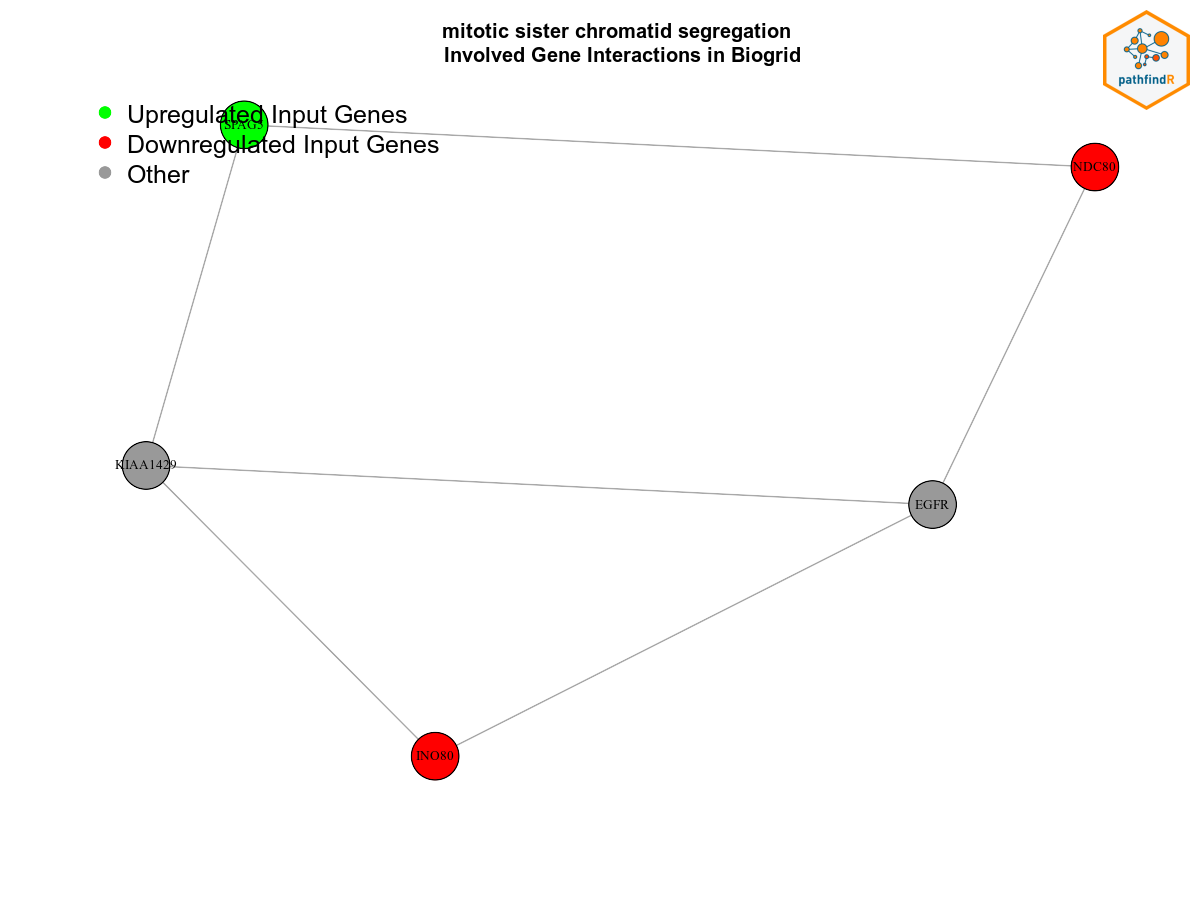 mitotic sister chromatid segregation
Involved Gene Interactions in Biogrid
pathfindR
Upregulated Input Genes
SPAG5
Downregulated Input Genes
Other
NDC80
KIAA1429
EGFR
INO80